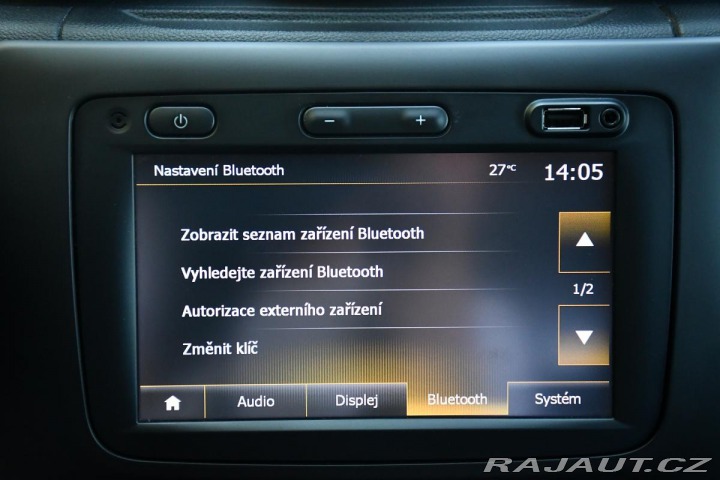 Nastavení Bluetooth 27°C 14:05
Zobrazit seznam zařízení Bluetooth
Vyhledejte zařízení Bluetooth
1/2
Autorizace externího zařízení
Změnit klíč
Audio Displej Bluetooth Systém
RAJAUT.CZ